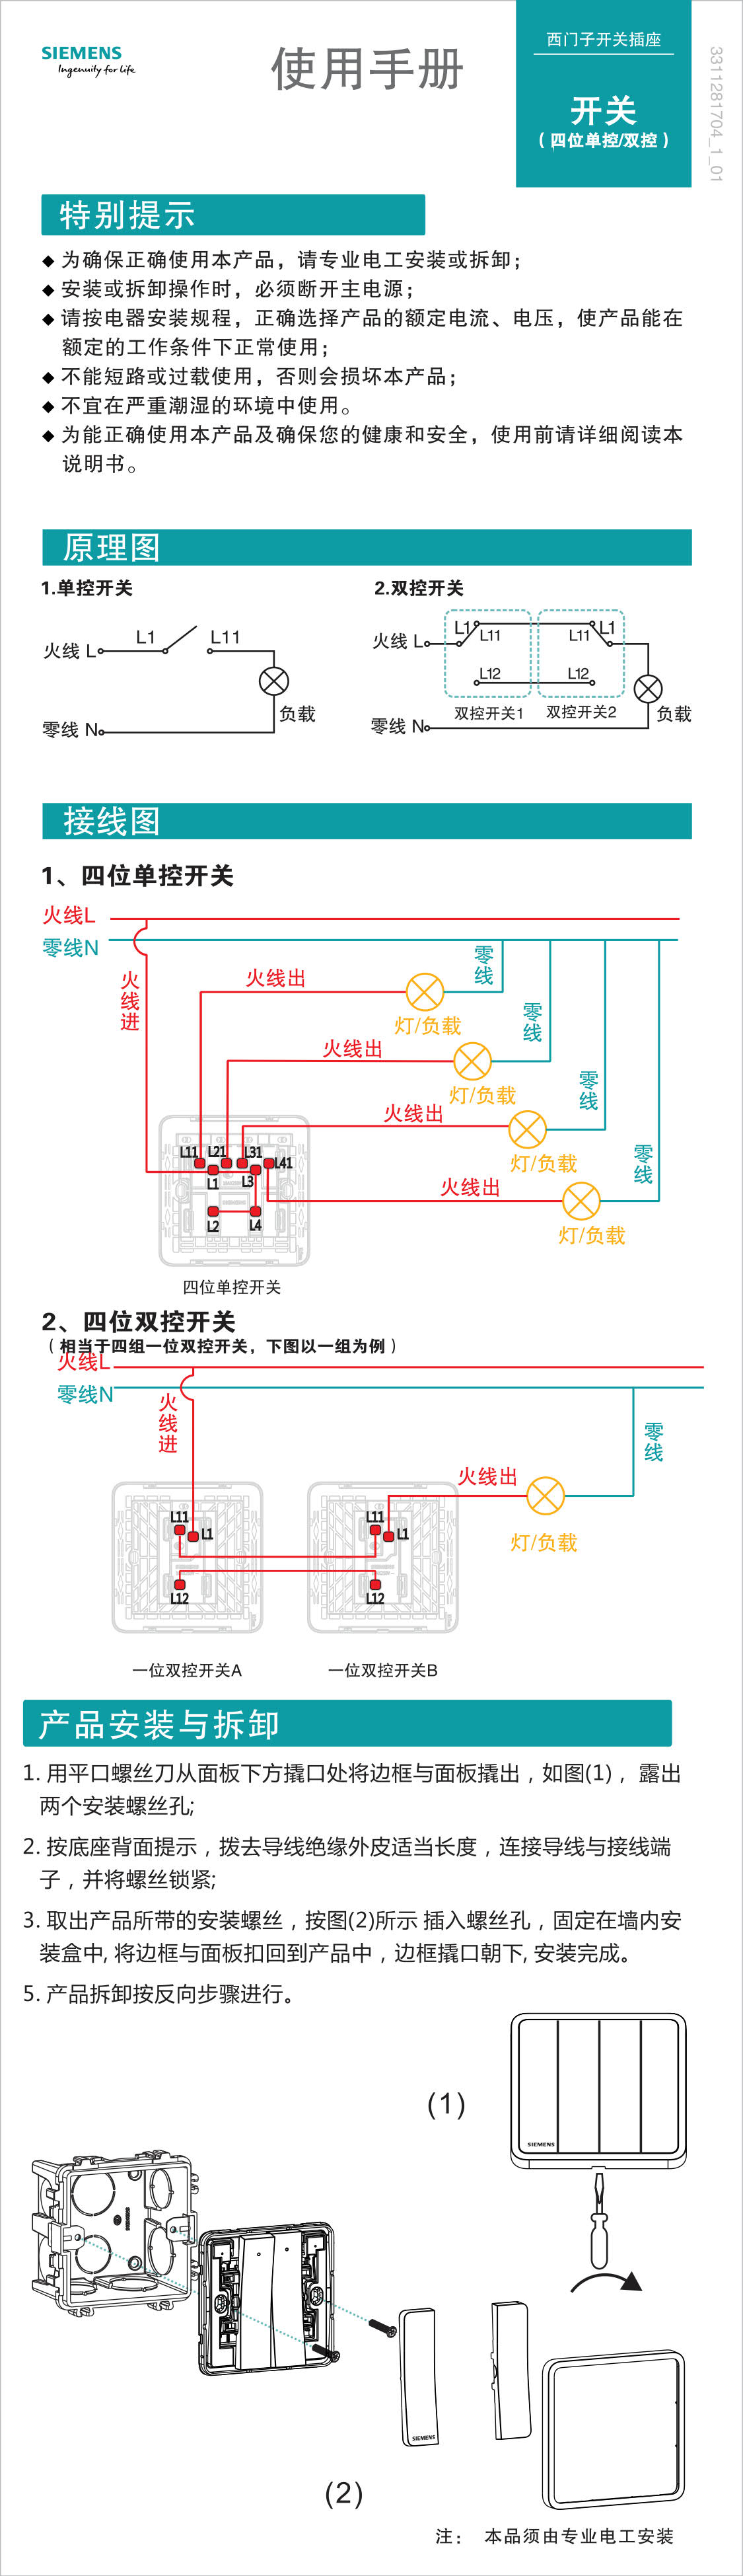 SIEMENS
Ingenuity for life
使用手册
西门子开关插座
开关
（四位单控/双控）
3311281704_1_01
特别提示
◆ 为确保正确使用本产品，请专业电工安装或拆卸；
◆ 安装或拆卸操作时，必须断开主电源；
◆ 请按电器安装规程，正确选择产品的额定电流、电压，使产品能在
额定的工作条件下正常使用；
◆ 不能短路或过载使用，否则会损坏本产品；
◆ 不宜在严重潮湿的环境中使用。
◆ 为能正确使用本产品及确保您的健康和安全，使用前请详细阅读本
说明书。
原理图
1.单控开关
火线 L
L1
L11
负载
零线 N
2.双控开关
火线 L
L1
L11
L11
L1
L12
L12
双控开关1
双控开关2
负载
零线 N
接线图
1、四位单控开关
火线L
零线N
火线进
火线出
灯/负载
零线
火线出
灯/负载
零线
火线出
灯/负载
零线
火线出
灯/负载
零线
L11
L21
L31
L41
L1
L3
L2
L4
四位单控开关
2、四位双控开关
（相当于四组一位双控开关，下图以一组为例）
火线L
零线N
火线进
火线出
灯/负载
零线
L11
L1
L12
L11
L1
L12
一位双控开关A
一位双控开关B
产品安装与拆卸
1. 用平口螺丝刀从面板下方撬口处将边框与面板撬出，如图(1)，露出
两个安装螺丝孔;
2. 按底座背面提示，拨去导线绝缘外皮适当长度，连接导线与接线端
子，并将螺丝锁紧;
3. 取出产品所带的安装螺丝，按图(2)所示 插入螺丝孔，固定在墙内安
装盒中, 将边框与面板扣回到产品中，边框撬口朝下, 安装完成。
5. 产品拆卸按反向步骤进行。
(1)
SIEMENS
SIEMENS
SIEMENS
(2)
注： 本品须由专业电工安装